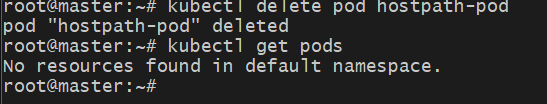 root@master:~# kubectl delete pod hostpath-pod
pod "hostpath-pod" deleted
root@master:~# kubectl get pods
No resources found in default namespace.
root@master:~#